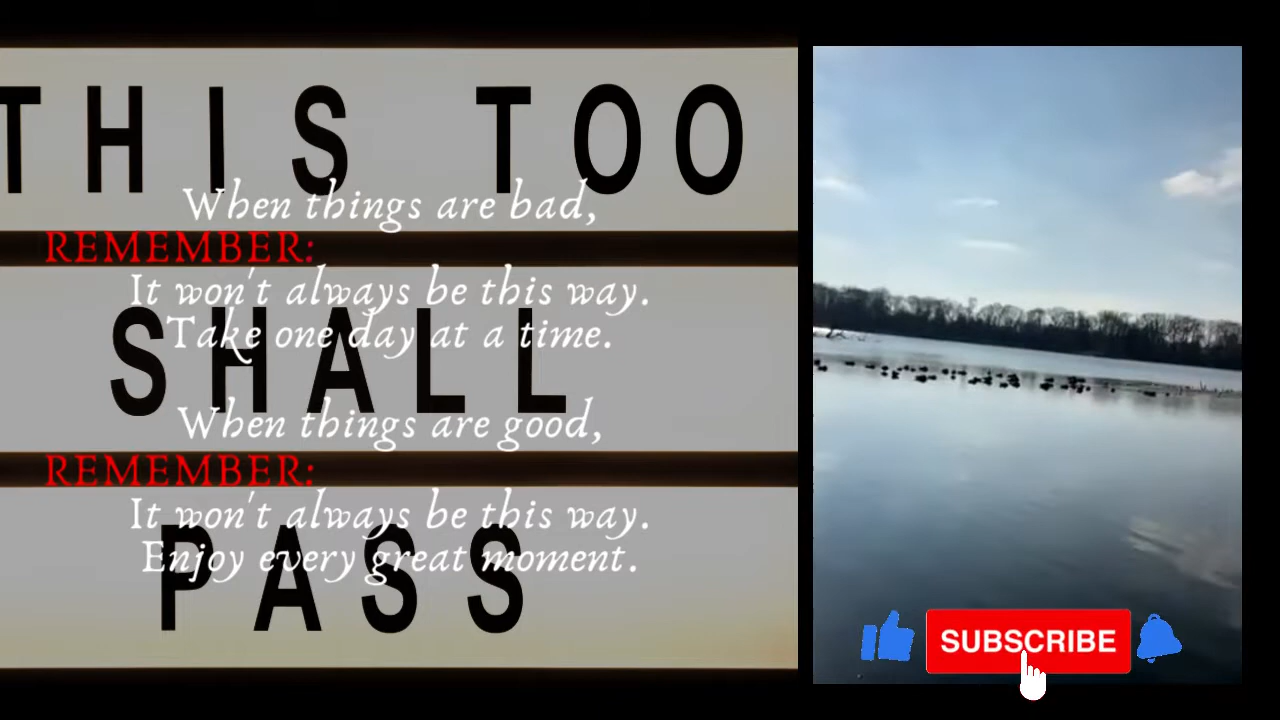 THIS TOO
When things are bad,
REMEMBER:
It won't always be this way.
SHALL
Take one day at a time.
When things are good,
REMEMBER:
It won't always be this way.
PASS
Enjoy every great moment.
SUBSCRIBE